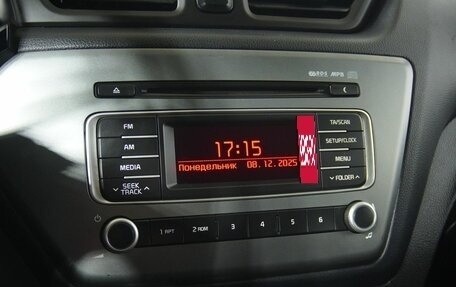 RDS MP3
FM
AM
MEDIA
SEEK
TRACK
17:15
Понедельник 08.12.2025
TA/SCAN
SETUP/CLOCK
MENU
FOLDER
1 RPT
2 RDM
3
4
5
6